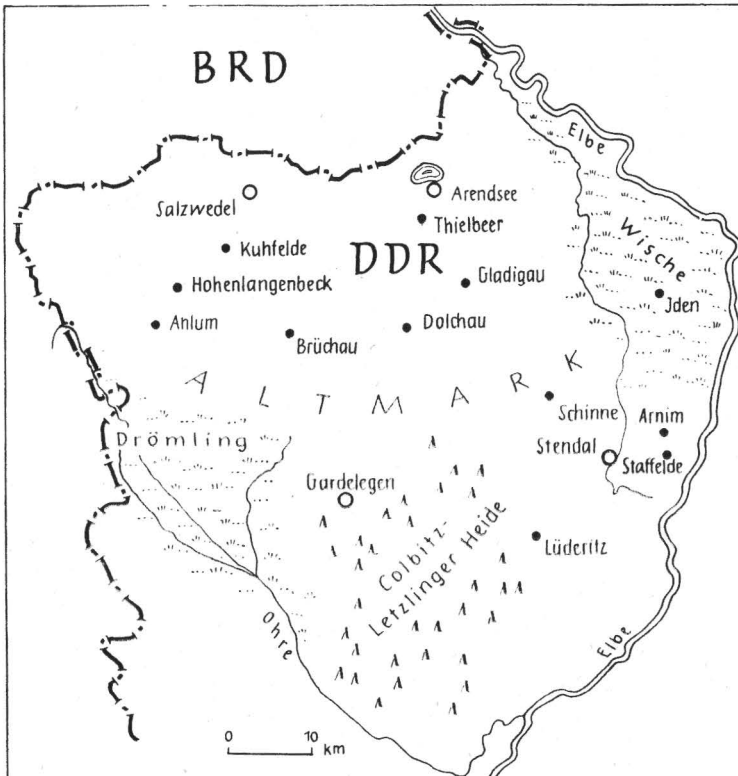 BRD
Elbe
Salzwedel
Arendsee
Thielbeer
Wische
Kuhfelde
DDR
Hohenlangenbeck
Gladigau
Jden
Ahlum
Dolchau
Brüchau
ALTMARK
Schinne
Arnim
Drömling
Stendal
Staffelde
Gardelegen
Colbitz-
Letzlinger Heide
Lüderitz
Ohre
Elbe
0 10
km